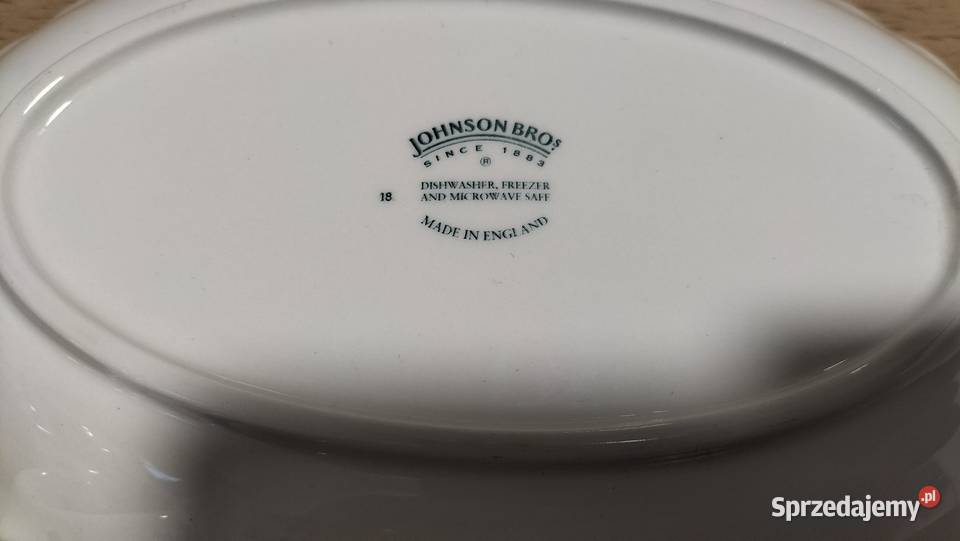 JOHNSON BROS
SINCE 1883
®
DISHWASHER, FREEZER
18 AND MICROWAVE SAFE
MADE IN ENGLAND
Sprzedajemy.pl